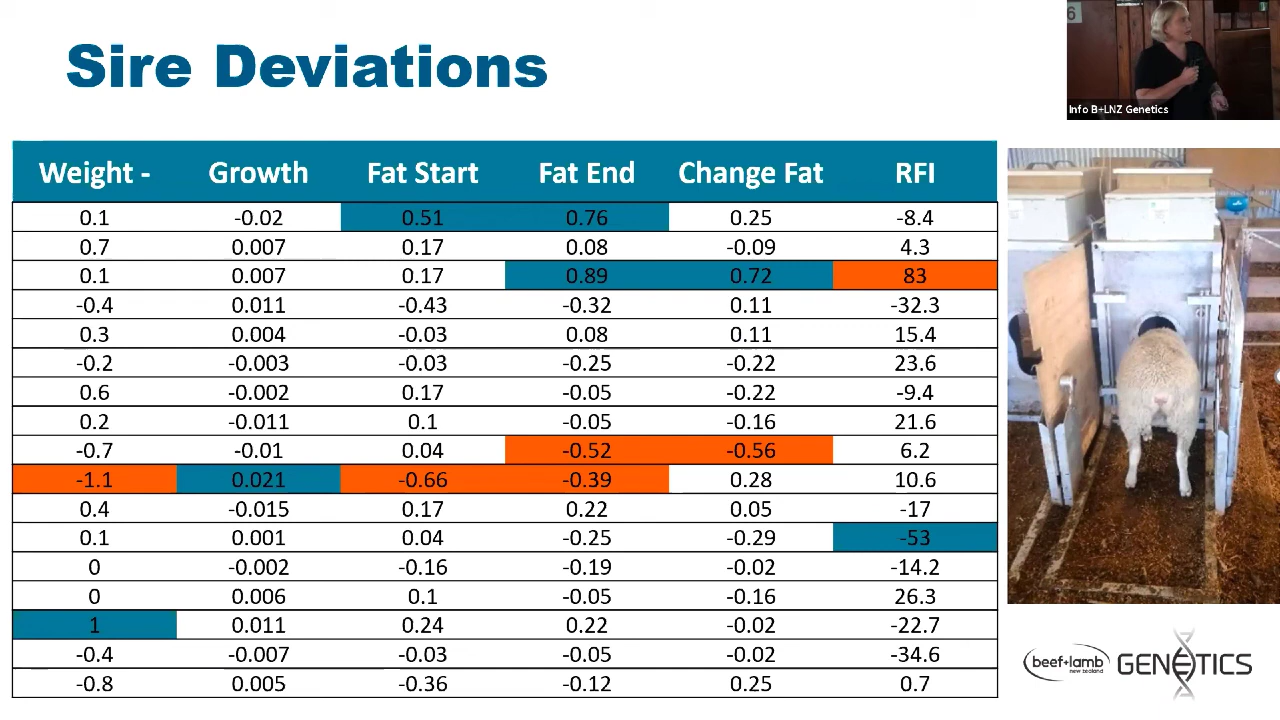 6
Info B+LNZ Genetics
Sire Deviations
Weight - Growth Fat Start Fat End Change Fat RFI
0.1 -0.02 0.51 0.76 0.25 -8.4
0.7 0.007 0.17 0.08 -0.09 4.3
0.1 0.007 0.17 0.89 0.72 83
-0.4 0.011 -0.43 -0.32 0.11 -32.3
0.3 0.004 -0.03 0.08 0.11 15.4
-0.2 -0.003 -0.03 -0.25 -0.22 23.6
0.6 -0.002 0.17 -0.05 -0.22 -9.4
0.2 -0.011 0.1 -0.05 -0.16 21.6
-0.7 -0.01 0.04 -0.52 -0.56 6.2
-1.1 0.021 -0.66 -0.39 0.28 10.6
0.4 -0.015 0.17 0.22 0.05 -17
0.1 0.001 0.04 -0.25 -0.29 -53
0 -0.002 -0.16 -0.19 -0.02 -14.2
0 0.006 0.1 -0.05 -0.16 26.3
1 0.011 0.24 0.22 -0.02 -22.7
-0.4 -0.007 -0.03 -0.05 -0.02 -34.6
-0.8 0.005 -0.36 -0.12 0.25 0.7
beef+lamb
new zealand
GENETICS